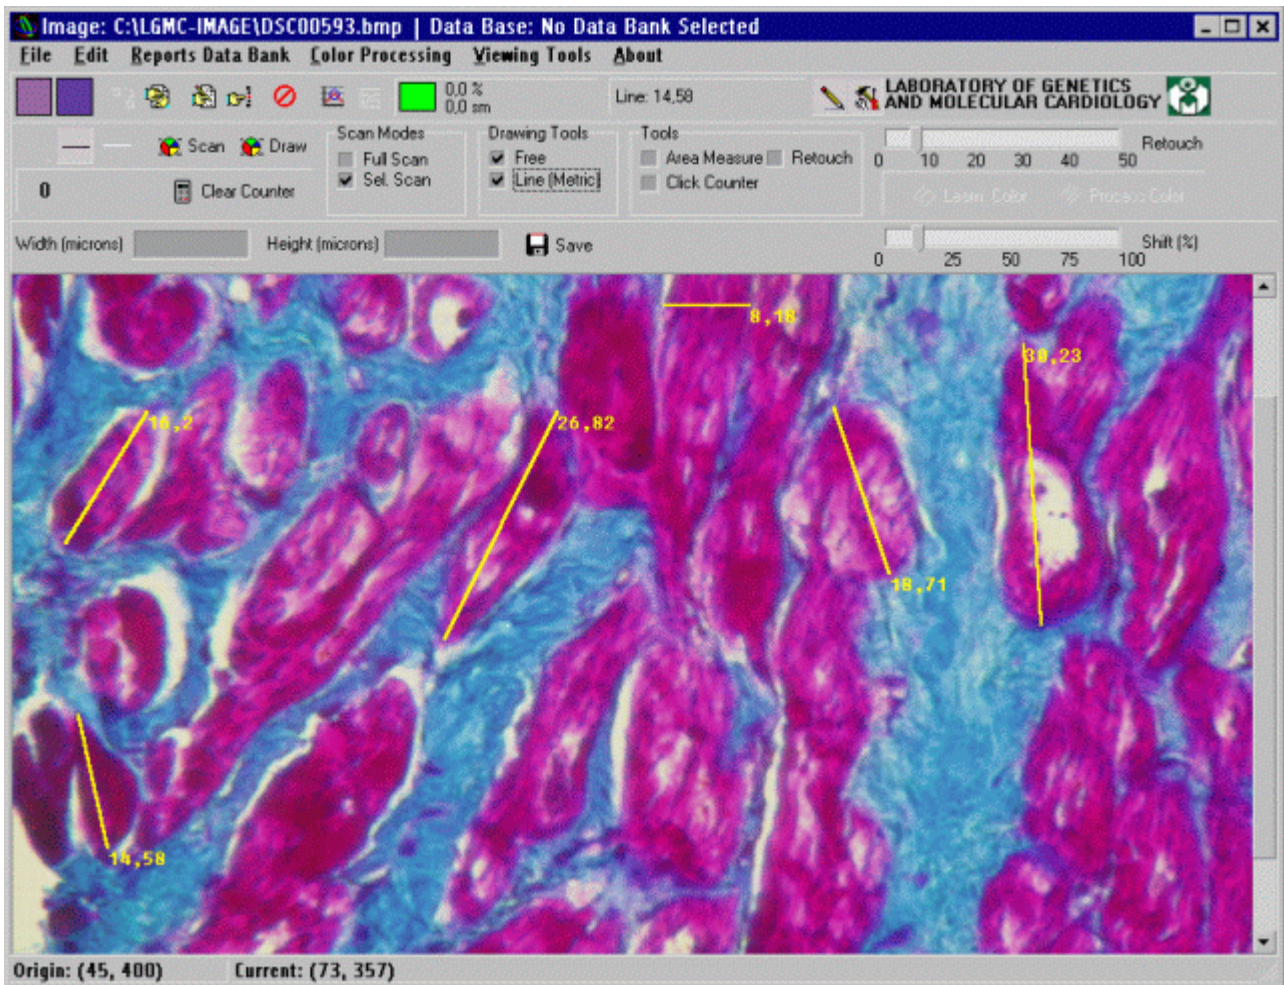 Image: C:\LGMC-IMAGE\DSC00593.bmp | Data Base: No Data Bank Selected
File Edit Reports Data Bank Color Processing Viewing Tools About
0,0 %
0,0 sm
Line: 14,58
LABORATORY OF GENETICS
AND MOLECULAR CARDIOLOGY
Scan Draw
0 Clear Counter
Scan Modes
Full Scan
Sel. Scan
Drawing Tools
Free
Line (Metric)
Tools
Area Measure Retouch
Click Counter
Retouch
0 10 20 30 40 50
Learn Color Process Color
Width (microns) Height (microns) Save
Shift (%)
0 25 50 75 100
8,18
30,23
16,2
26,82
18,71
14,58
Origin: (45, 400) Current: (73, 357)